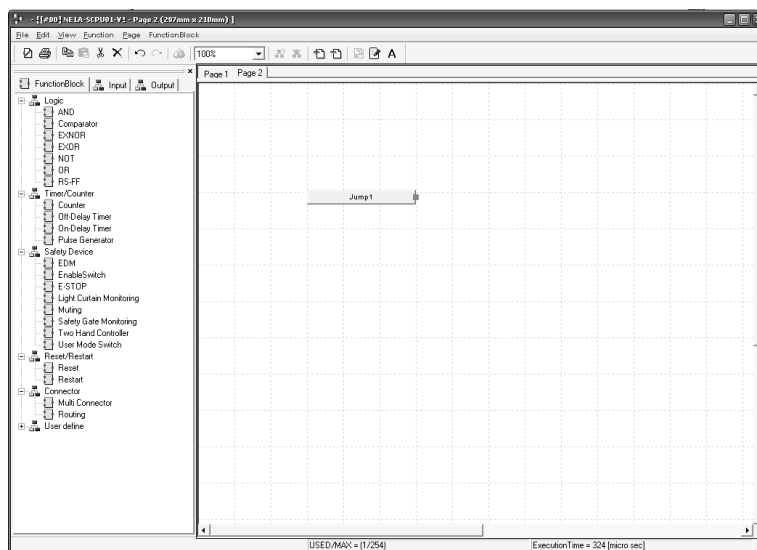 - [[#00] NE1A-SCPU01-V1 - Page 2 (297mm x 210mm) ]
File Edit View Function Page FunctionBlock
100% A
FunctionBlock Input Output
Page 1 Page 2
Logic
AND
Comparator
EXNOR
EXOR
NOT
OR
RS-FF
Timer/Counter
Counter
Off-Delay Timer
On-Delay Timer
Pulse Generator
Safety Device
EDM
EnableSwitch
E-STOP
Light Curtain Monitoring
Muting
Safety Gate Monitoring
Two Hand Controller
User Mode Switch
Reset/Restart
Reset
Restart
Connector
Multi Connector
Routing
User define
Jump1
USED/MAX = (1/254) ExecutionTime = 324 [micro sec]